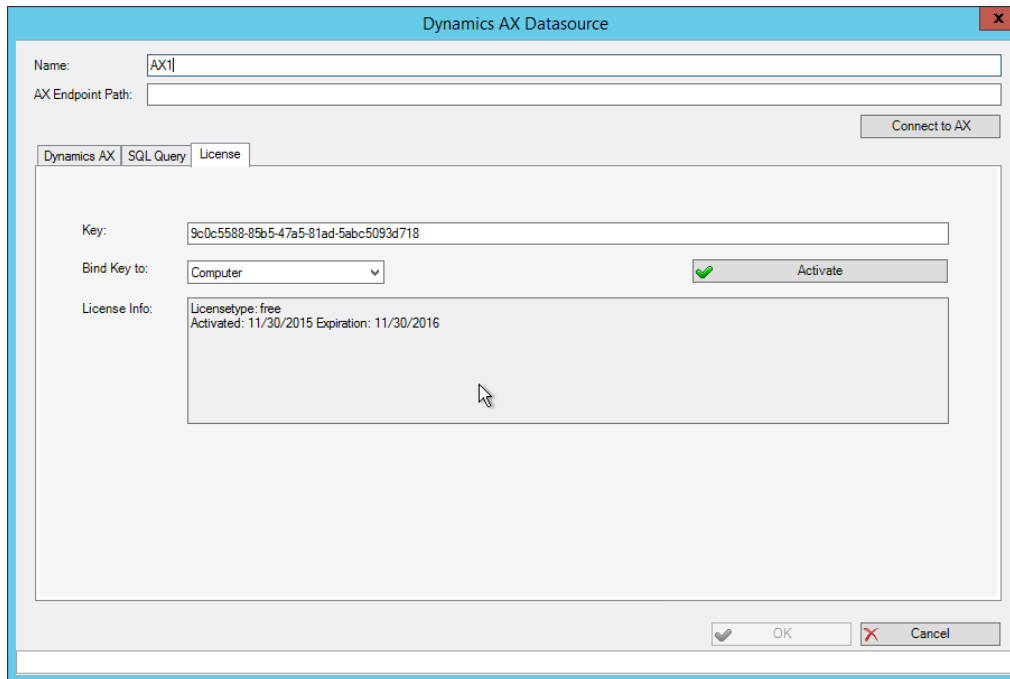 Dynamics AX Datasource
x
Name: AX1
AX Endpoint Path:
Connect to AX
Dynamics AX SQL Query License
Key: 9c0c5588-85b5-47a5-81ad-5abc5093d718
Bind Key to: Computer Activate
License Info: Licensetype: free
Activated: 11/30/2015 Expiration: 11/30/2016
OK Cancel